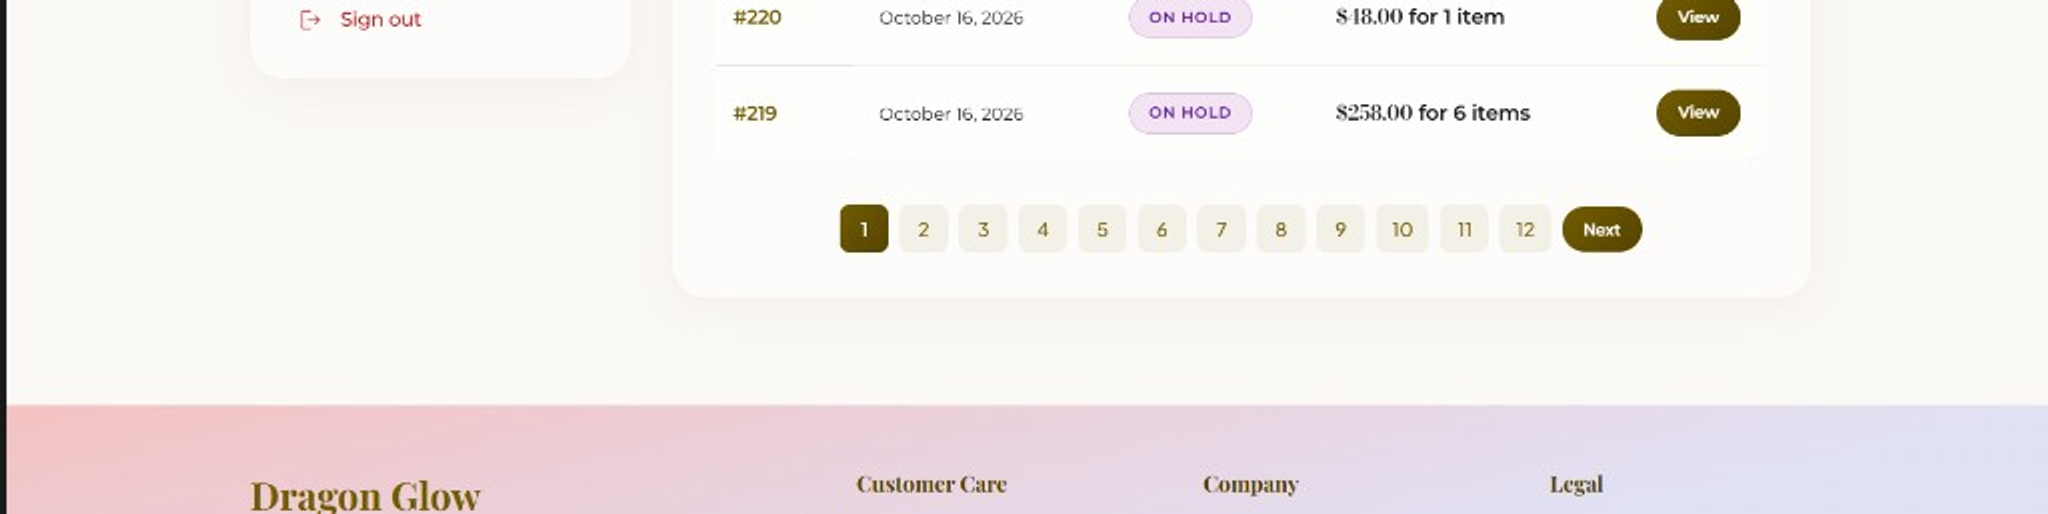 Sign out
#220 October 16, 2026 ON HOLD $48.00 for 1 item View
#219 October 16, 2026 ON HOLD $258.00 for 6 items View
1 2 3 4 5 6 7 8 9 10 11 12 Next
Dragon Glow
Customer Care
Company
Legal